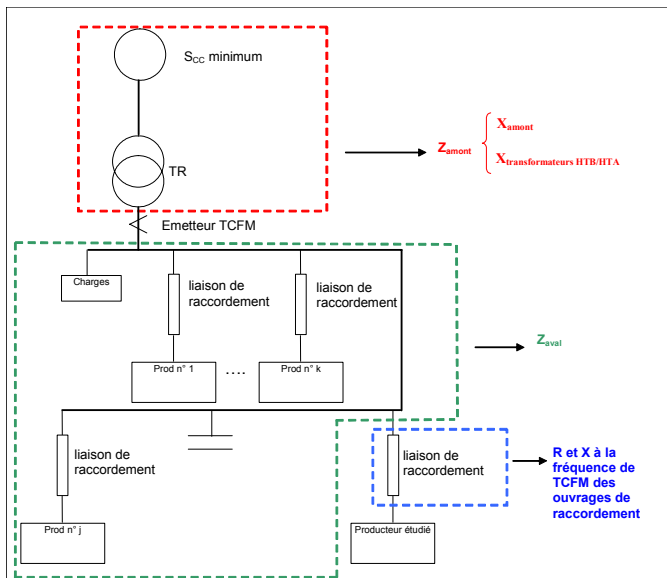 S_CC minimum
X_amont
Z_amont
X_transformateurs HTB/HTA
TR
Emetteur TCFM
Charges
liaison de
raccordement
liaison de
raccordement
Prod n° 1
....
Prod n° k
Z_aval
liaison de
raccordement
liaison de
raccordement
R et X à la
fréquence de
TCFM des
ouvrages de
raccordement
Prod n° j
Producteur étudié